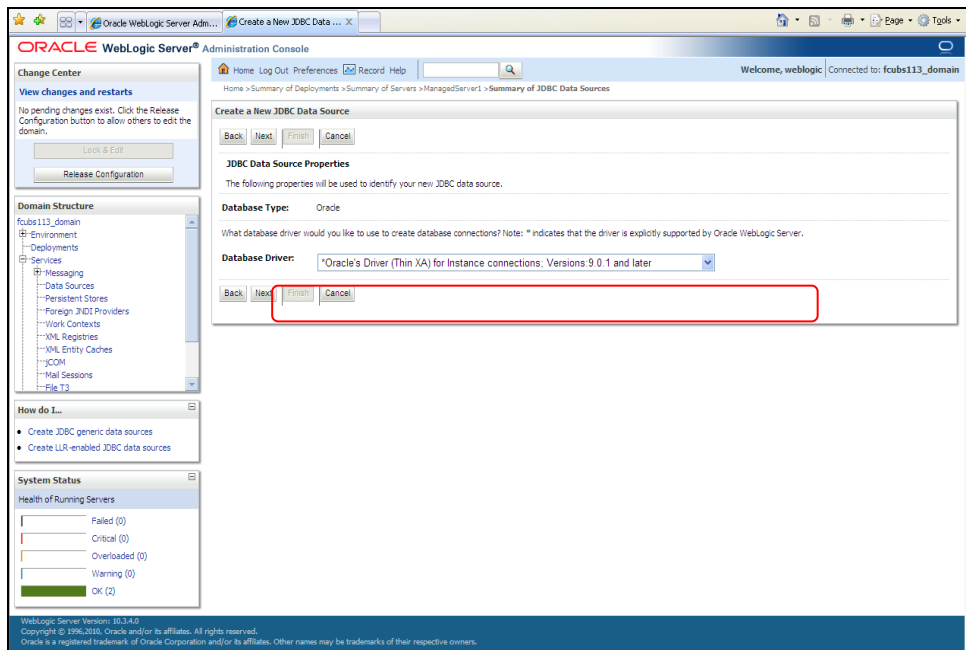 Oracle WebLogic Server Adm...
Create a New JDBC Data ... X
Page
Tools
ORACLE WebLogic Server® Administration Console
Change Center
View changes and restarts
No pending changes exist. Click the Release
Configuration button to allow others to edit the
domain.
Lock & Edit
Release Configuration
Domain Structure
fcubs113_domain
Environment
Deployments
Services
Messaging
Data Sources
Persistent Stores
Foreign JNDI Providers
Work Contexts
XML Registries
XML Entity Caches
jCOM
Mail Sessions
File T3
How do I...
Create JDBC generic data sources
Create LLR-enabled JDBC data sources
System Status
Health of Running Servers
Failed (0)
Critical (0)
Overloaded (0)
Warning (0)
OK (2)
Home Log Out Preferences Record Help
Welcome, weblogic Connected to: fcubs113_domain
Home >Summary of Deployments >Summary of Servers >ManagedServer1 >Summary of JDBC Data Sources
Create a New JDBC Data Source
Back Next Finish Cancel
JDBC Data Source Properties
The following properties will be used to identify your new JDBC data source.
Database Type: Oracle
What database driver would you like to use to create database connections? Note: * indicates that the driver is explicitly supported by Oracle WebLogic Server.
Database Driver: *Oracle's Driver (Thin XA) for Instance connections; Versions:9.0.1 and later
Back Next Finish Cancel
WebLogic Server Version: 10.3.4.0
Copyright © 1996,2010, Oracle and/or its affiliates. All rights reserved.
Oracle is a registered trademark of Oracle Corporation and/or its affiliates. Other names may be trademarks of their respective owners.